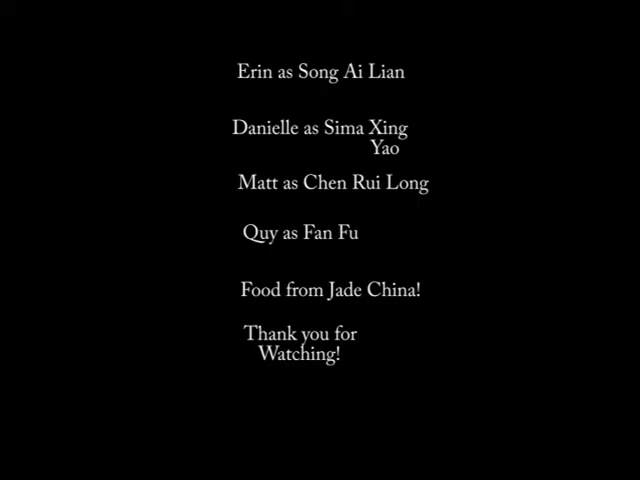 Erin as Song Ai Lian
Danielle as Sima Xing
Yao
Matt as Chen Rui Long
Quy as Fan Fu
Food from Jade China!
Thank you for
Watching!